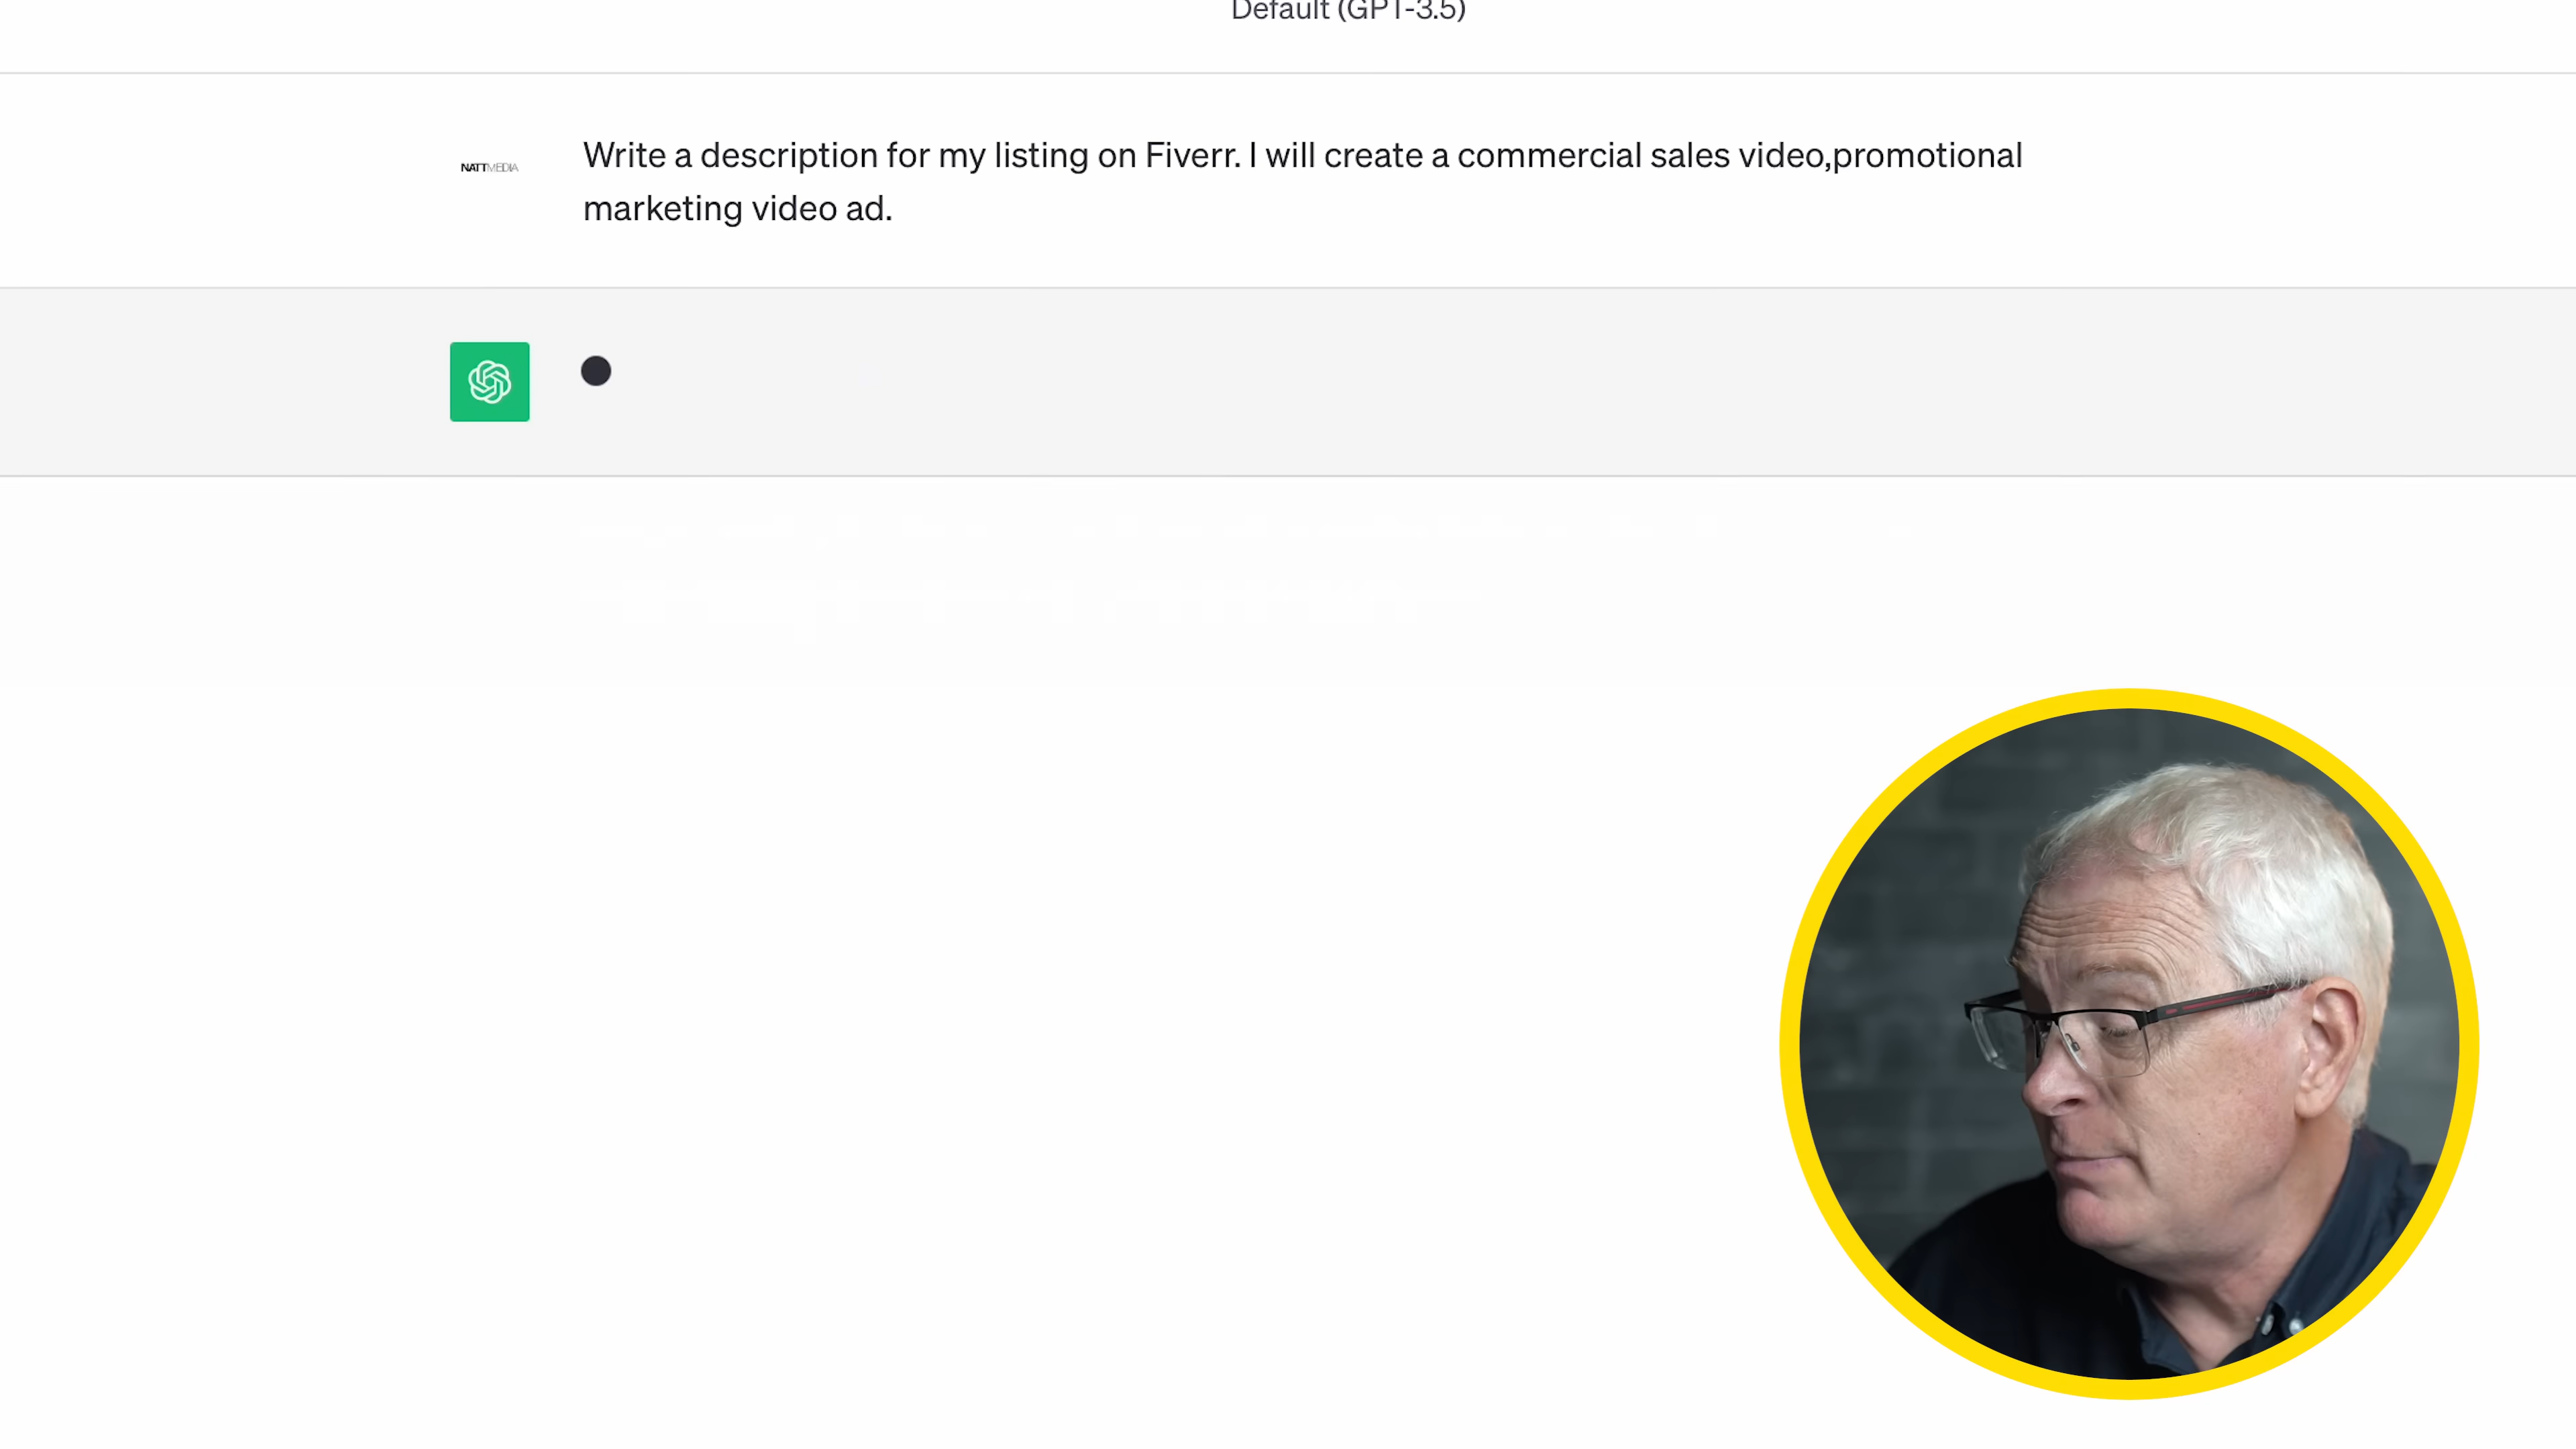 Default (GPT-3.5)
NATTMEDIA
Write a description for my listing on Fiverr. I will create a commercial sales video,promotional
marketing video ad.